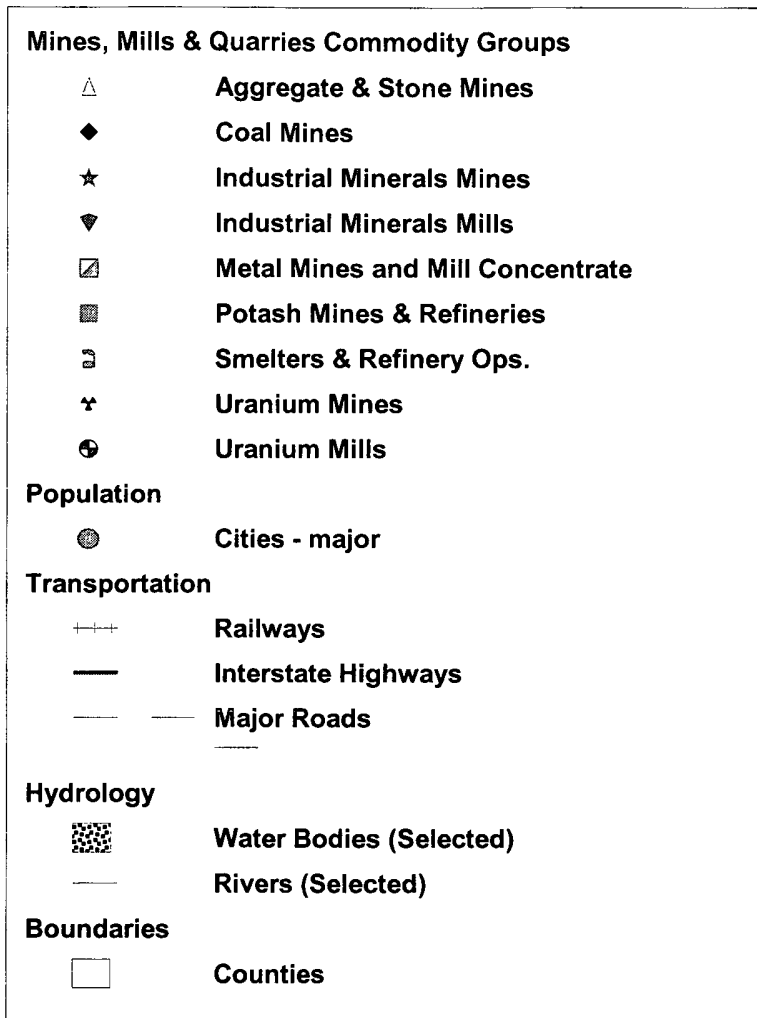 Mines, Mills & Quarries Commodity Groups
Aggregate & Stone Mines
Coal Mines
Industrial Minerals Mines
Industrial Minerals Mills
Metal Mines and Mill Concentrate
Potash Mines & Refineries
Smelters & Refinery Ops.
Uranium Mines
Uranium Mills
Population
Cities - major
Transportation
Railways
Interstate Highways
Major Roads
Hydrology
Water Bodies (Selected)
Rivers (Selected)
Boundaries
Counties